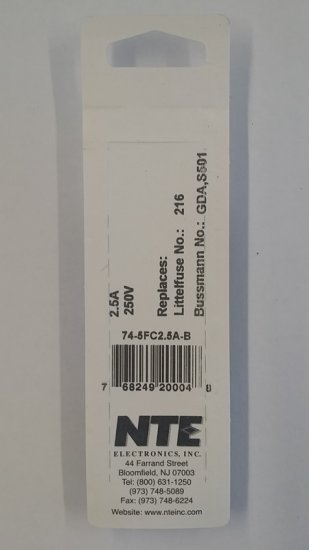 2.5A
250V
Replaces:
Littelfuse No.: 216
Bussmann No.: GDA,S501
74-5FC2.5A-B
7 68249 20004 8
NTE
ELECTRONICS, INC.
44 Farrand Street
Bloomfield, NJ 07003
Tel: (800) 631-1250
(973) 748-5089
Fax: (973) 748-6224
Website: www.nteinc.com